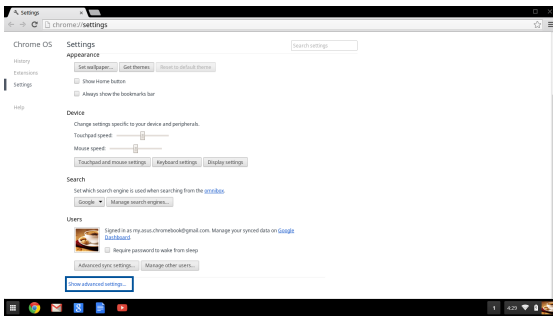 Settings
chrome://settings
Chrome OS
Settings
Search settings
History
Extensions
Settings
Help
Appearance
Set wallpaper...
Get themes
Reset to default theme
Show Home button
Always show the bookmarks bar
Device
Change settings specific to your device and peripherals.
Touchpad speed:
Mouse speed:
Touchpad and mouse settings
Keyboard settings
Display settings
Search
Set which search engine is used when searching from the omnibox.
Google
Manage search engines...
Users
Signed in as my.asus.chromebook@gmail.com. Manage your synced data on Google
Dashboard.
Require password to wake from sleep
Advanced sync settings...
Manage other users...
Show advanced settings...
8
1
4:29